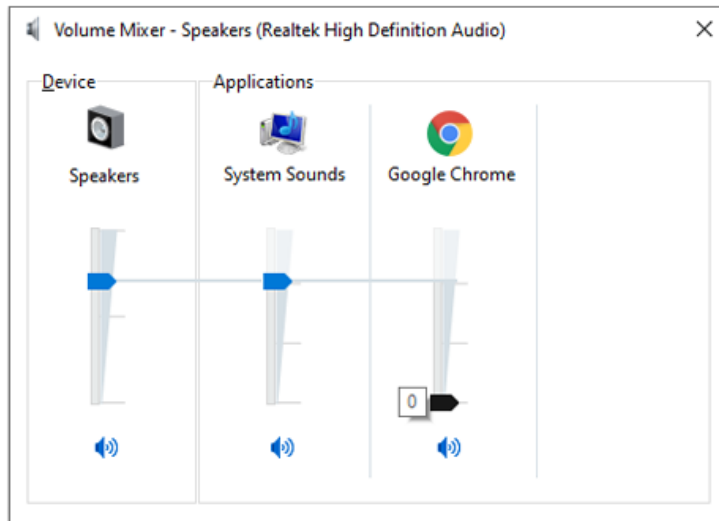 Volume Mixer - Speakers (Realtek High Definition Audio)
Device
Applications
Speakers
System Sounds
Google Chrome
0